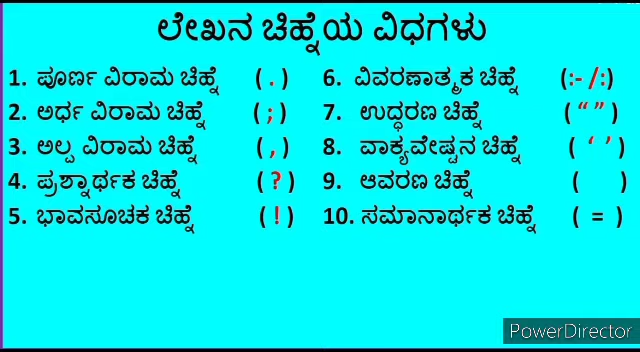 ಲೇಖನ ಚಿಹ್ನೆಯ ವಿಧಗಳು
1. ಪೂರ್ಣ ವಿರಾಮ ಚಿಹ್ನೆ ( . )
2. ಅರ್ಧ ವಿರಾಮ ಚಿಹ್ನೆ ( ; )
3. ಅಲ್ಪ ವಿರಾಮ ಚಿಹ್ನೆ ( , )
4. ಪ್ರಶ್ನಾರ್ಥಕ ಚಿಹ್ನೆ ( ? )
5. ಭಾವಸೂಚಕ ಚಿಹ್ನೆ ( ! )
6. ವಿವರಣಾತ್ಮಕ ಚಿಹ್ನೆ (:- /:)
7. ಉದ್ಧರಣ ಚಿಹ್ನೆ ( “ ” )
8. ವಾಕ್ಯವೇಷ್ಟನ ಚಿಹ್ನೆ ( ‘ ’ )
9. ಆವರಣ ಚಿಹ್ನೆ ( )
10. ಸಮಾನಾರ್ಥಕ ಚಿಹ್ನೆ ( = )
PowerDirector